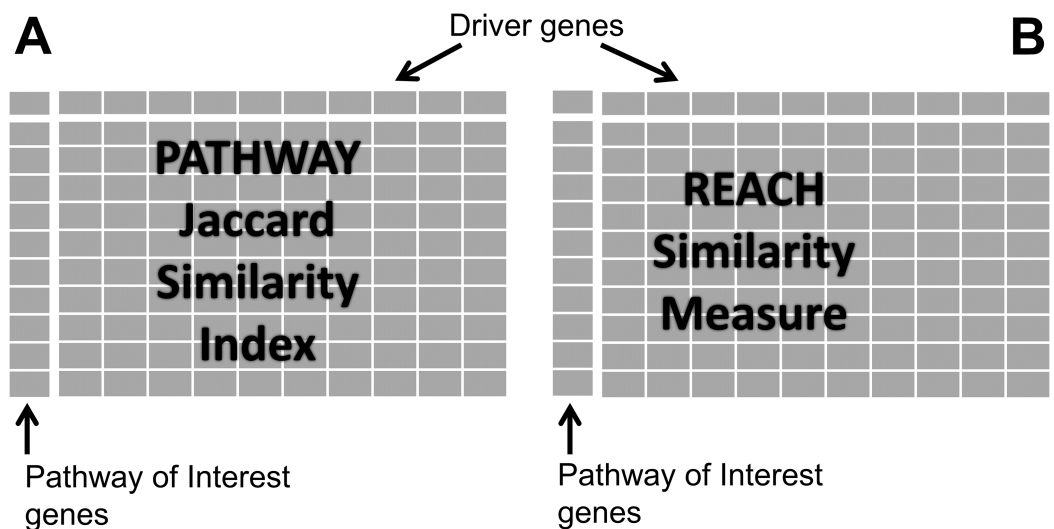 A
Driver genes
B
PATHWAY
Jaccard
Similarity
Index
REACH
Similarity
Measure
Pathway of Interest
genes
Pathway of Interest
genes